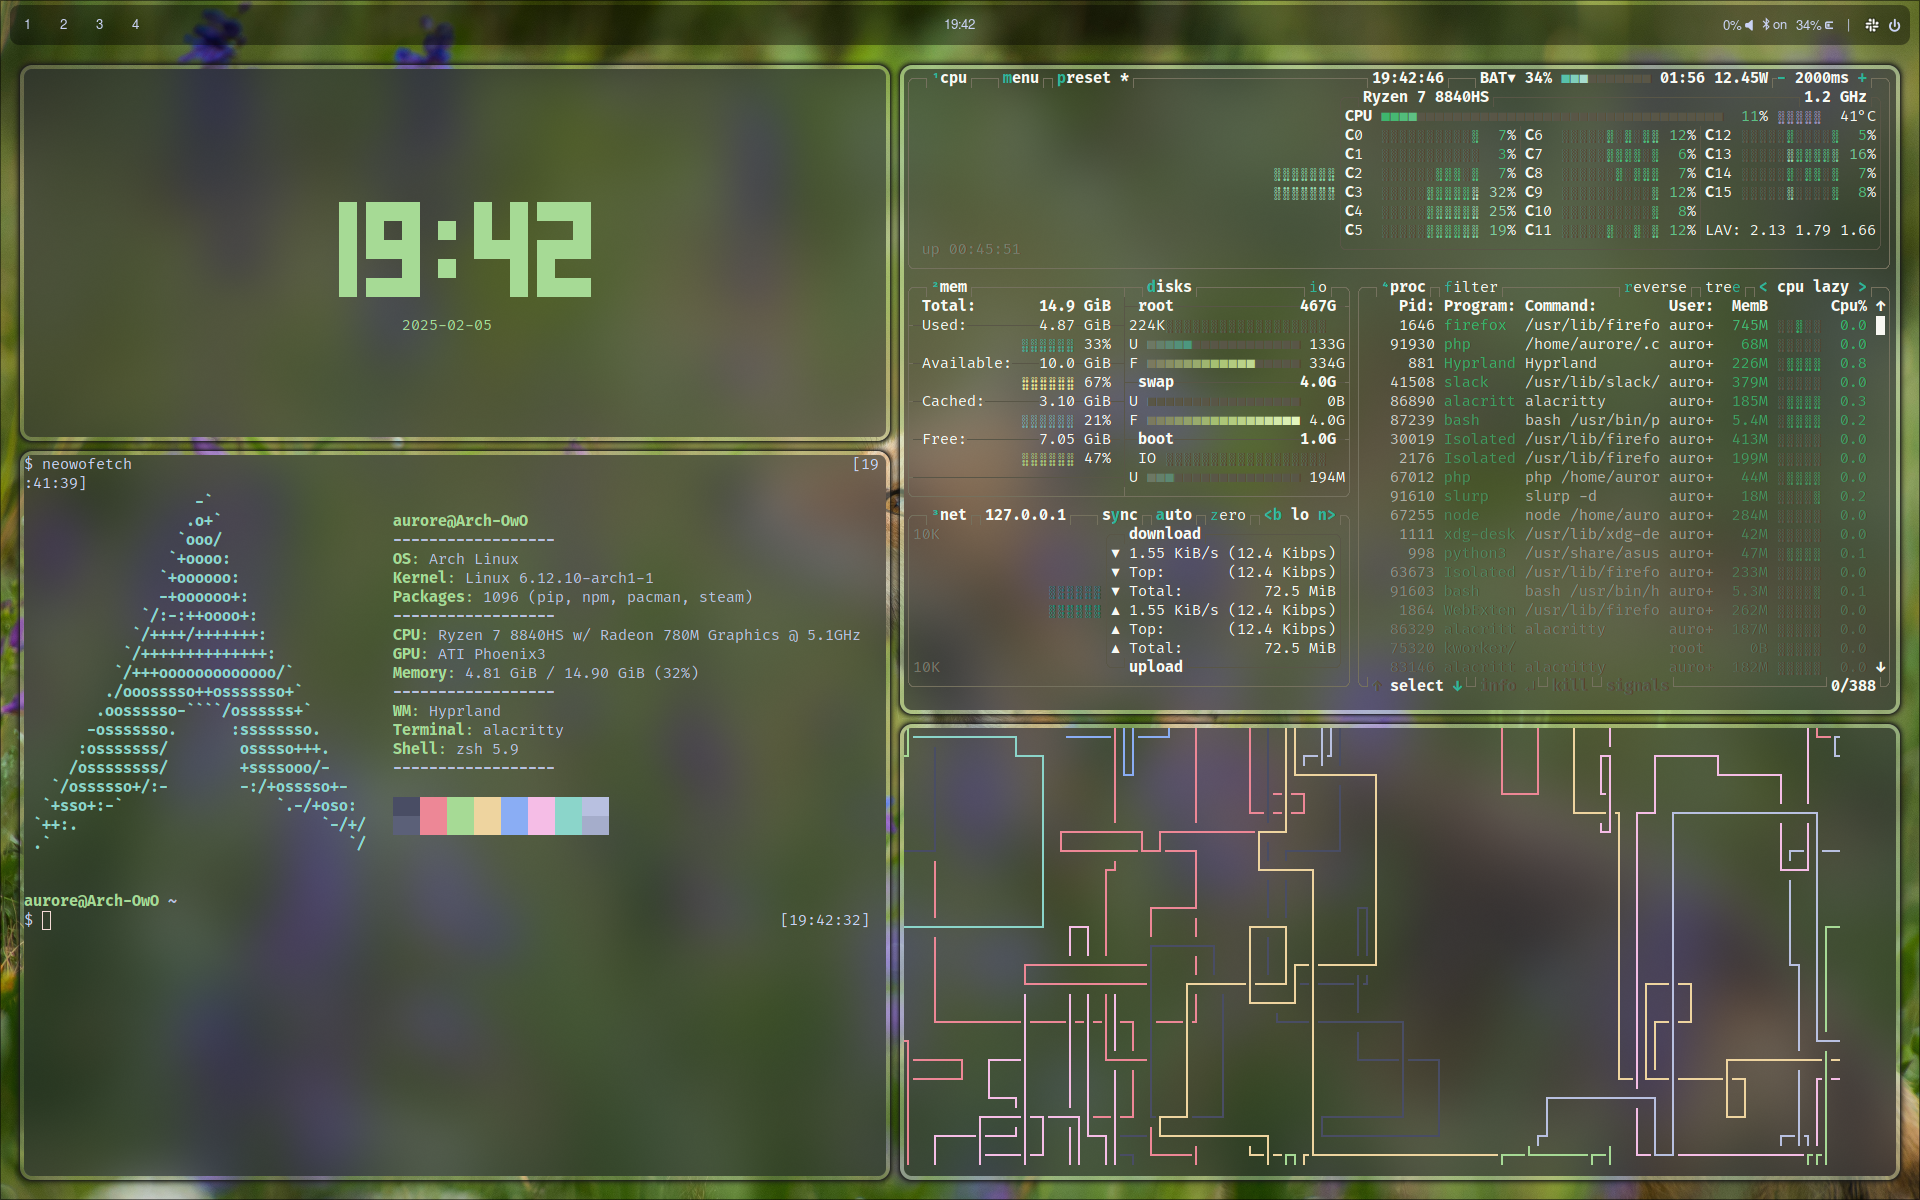 1 2 3 4
19:42
0% on 34% |
19:42
2025-02-05
$ neowofetch [19
:41:39]
aurore@Arch-OwO
------------------
OS: Arch Linux
Kernel: Linux 6.12.10-arch1-1
Packages: 1096 (pip, npm, pacman, steam)
------------------
CPU: Ryzen 7 8840HS w/ Radeon 780M Graphics @ 5.1GHz
GPU: ATI Phoenix3
Memory: 4.81 GiB / 14.90 GiB (32%)
------------------
WM: Hyprland
Terminal: alacritty
Shell: zsh 5.9
------------------
aurore@Arch-OwO ~
$ [19:42:32]
¹cpu menu preset * 19:42:46 BAT▼ 34% 01:56 12.45W - 2000ms +
Ryzen 7 8840HS 1.2 GHz
CPU 11% 41°C
C0 7% C6 12% C12 5%
C1 3% C7 6% C13 16%
C2 7% C8 7% C14 7%
C3 32% C9 12% C15 8%
C4 25% C10 8%
C5 19% C11 12% LAV: 2.13 1.79 1.66
up 00:45:51
²mem
Total: 14.9 GiB
Used: 4.87 GiB
33%
Available: 10.0 GiB
67%
Cached: 3.10 GiB
21%
Free: 7.05 GiB
47%
disks io
root 467G
224K
U 133G
F 334G
swap 4.0G
U 0B
F 4.0G
boot 1.0G
IO
U 194M
³net 127.0.0.1 sync auto zero <b lo n>
10K
download
▼ 1.55 KiB/s (12.4 Kibps)
▼ Top: (12.4 Kibps)
▼ Total: 72.5 MiB
▲ 1.55 KiB/s (12.4 Kibps)
▲ Top: (12.4 Kibps)
▲ Total: 72.5 MiB
10K
upload
⁴proc filter reverse tree < cpu lazy >
Pid: Program: Command: User: MemB Cpu% ↑
1646 firefox /usr/lib/firefo auro+ 745M 0.0
91930 php /home/aurore/.c auro+ 68M 0.0
881 Hyprland Hyprland auro+ 226M 0.8
41508 slack /usr/lib/slack/ auro+ 379M 0.0
86890 alacritt alacritty auro+ 185M 0.3
87239 bash bash /usr/bin/p auro+ 5.4M 0.2
30019 Isolated /usr/lib/firefo auro+ 413M 0.0
2176 Isolated /usr/lib/firefo auro+ 199M 0.0
67012 php php /home/auror auro+ 44M 0.0
91610 slurp slurp -d auro+ 18M 0.2
67255 node node /home/auro auro+ 284M 0.0
1111 xdg-desk /usr/lib/xdg-de auro+ 42M 0.0
998 python3 /usr/share/asus auro+ 47M 0.1
63673 Isolated /usr/lib/firefo auro+ 233M 0.0
91603 bash bash /usr/bin/h auro+ 5.3M 0.1
1864 WebExten /usr/lib/firefo auro+ 262M 0.0
86329 alacritt alacritty auro+ 187M 0.0
75320 kworker/ root 0B 0.0
83146 alacritt alacritty auro+ 182M 0.0 ↓
select ↓ info kill signals 0/388